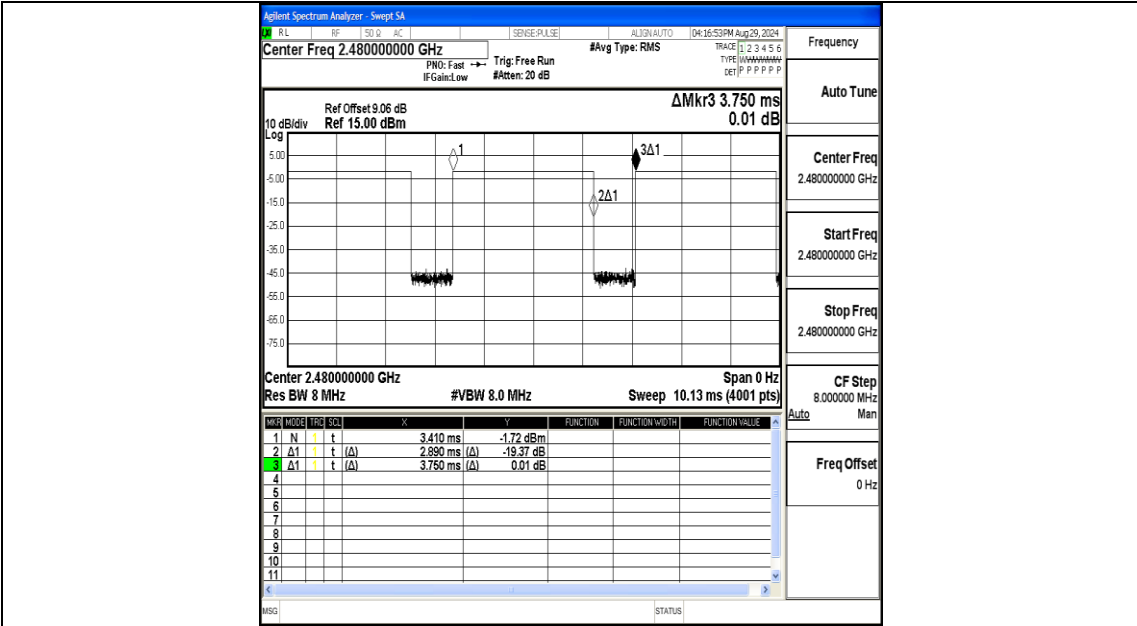 Agilent Spectrum Analyzer - Swept SA
RL RF 50 Ω AC SENSE:PULSE ALIGN AUTO 04:16:53 PM Aug 29, 2024
Center Freq 2.480000000 GHz #Avg Type: RMS TRACE 1 2 3 4 5 6
PNO: Fast Trig: Free Run TYPE
IFGain:Low #Atten: 20 dB DET P P P P P P
ΔMkr3 3.750 ms
0.01 dB
Ref Offset 9.06 dB
10 dB/div Ref 15.00 dBm
Log
1
3Δ1
2Δ1
5.00
-5.00
-15.0
-25.0
-35.0
-45.0
-55.0
-65.0
-75.0
Center 2.480000000 GHz Span 0 Hz
Res BW 8 MHz #VBW 8.0 MHz Sweep 10.13 ms (4001 pts)
MKR MODE TRC SCL X Y FUNCTION FUNCTION WIDTH FUNCTION VALUE
1 N 1 t 3.410 ms -1.72 dBm
2 Δ1 1 t (Δ) 2.890 ms (Δ) -19.37 dB
3 Δ1 1 t (Δ) 3.750 ms (Δ) 0.01 dB
4
5
6
7
8
9
10
11
MSG STATUS
Frequency
Auto Tune
Center Freq
2.480000000 GHz
Start Freq
2.480000000 GHz
Stop Freq
2.480000000 GHz
CF Step
8.000000 MHz
Auto Man
Freq Offset
0 Hz